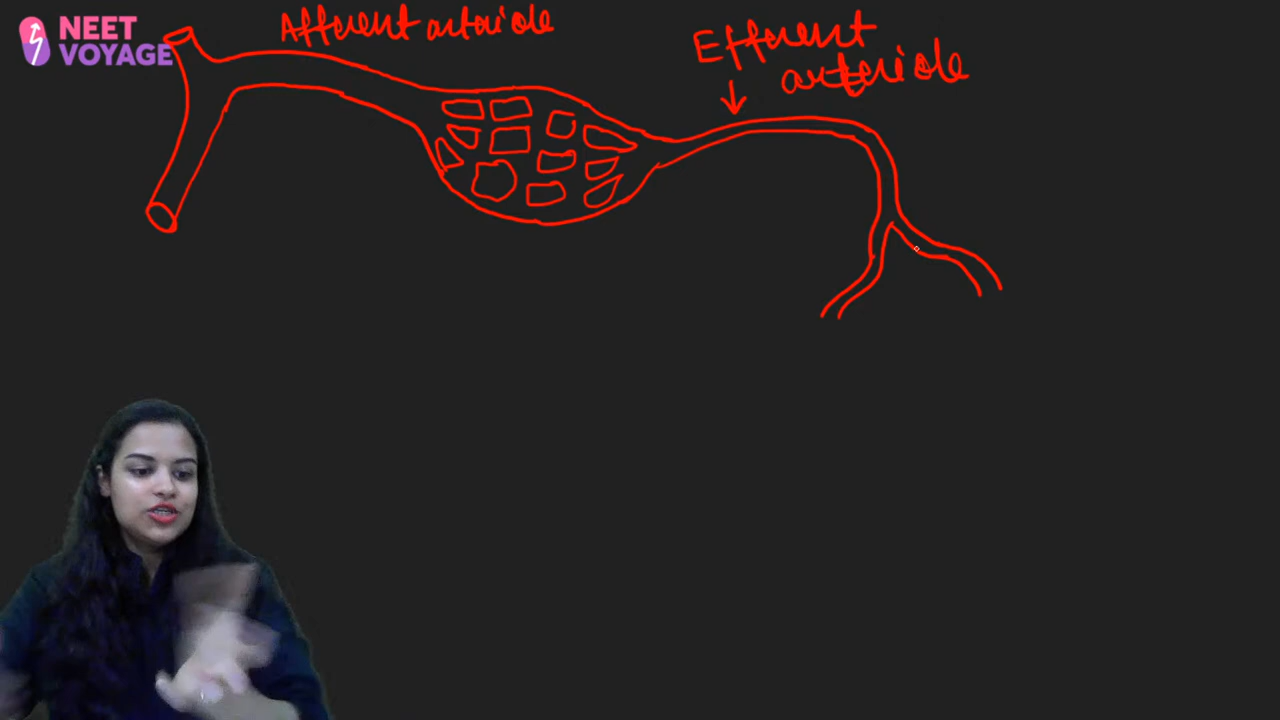 NEET
VOYAGE
Afferent arteriole
Efferent
arteriole